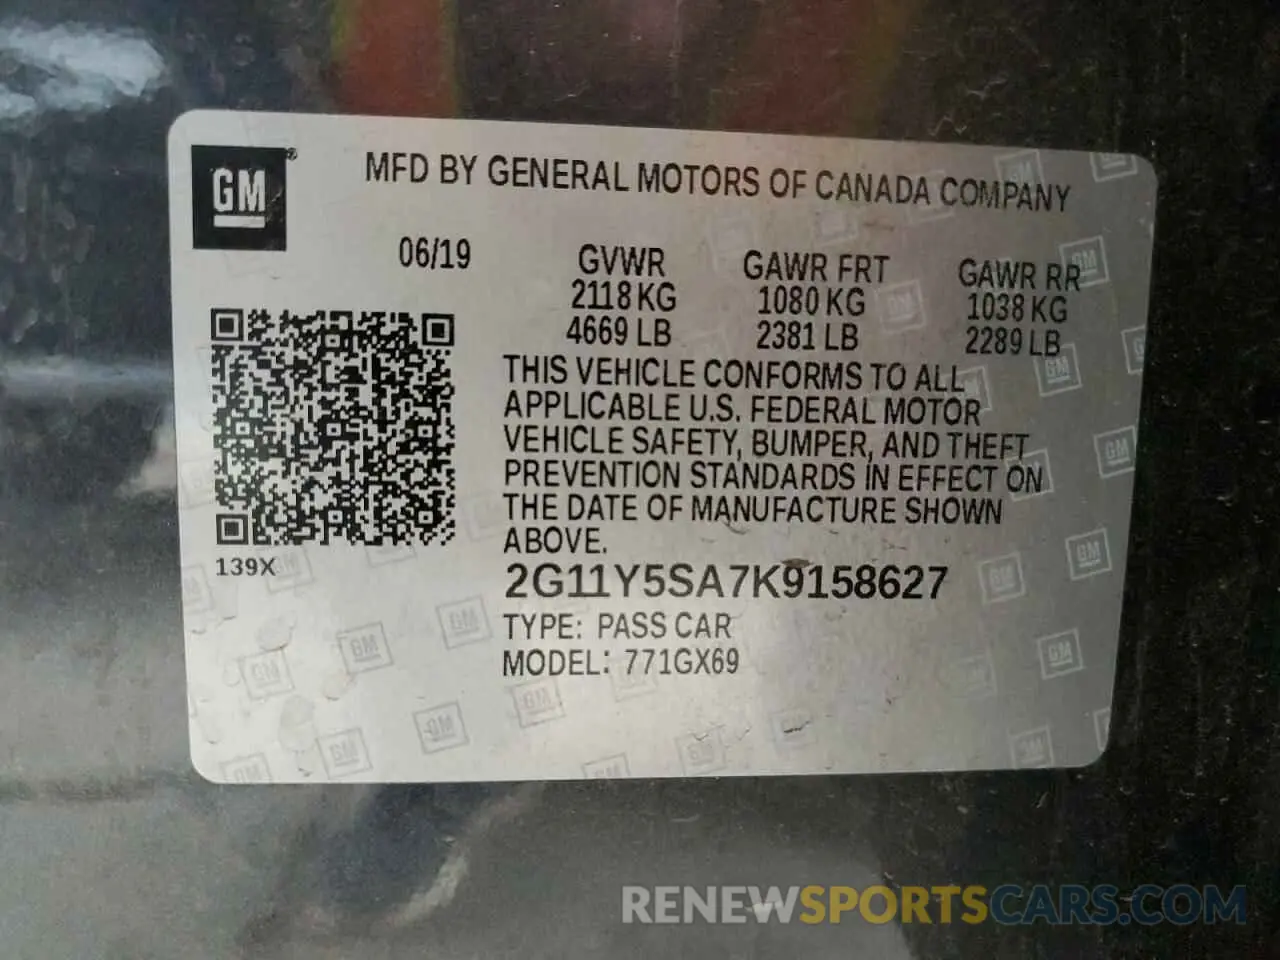 GM®
MFD BY GENERAL MOTORS OF CANADA COMPANY
06/19
GVWR
2118 KG
4669 LB
GAWR FRT
1080 KG
2381 LB
GAWR RR
1038 KG
2289 LB
THIS VEHICLE CONFORMS TO ALL
APPLICABLE U.S. FEDERAL MOTOR
VEHICLE SAFETY, BUMPER, AND THEFT
PREVENTION STANDARDS IN EFFECT ON
THE DATE OF MANUFACTURE SHOWN
ABOVE.
139X
2G11Y5SA7K9158627
TYPE: PASS CAR
MODEL: 771GX69
RENEWSPORTSCARS.COM